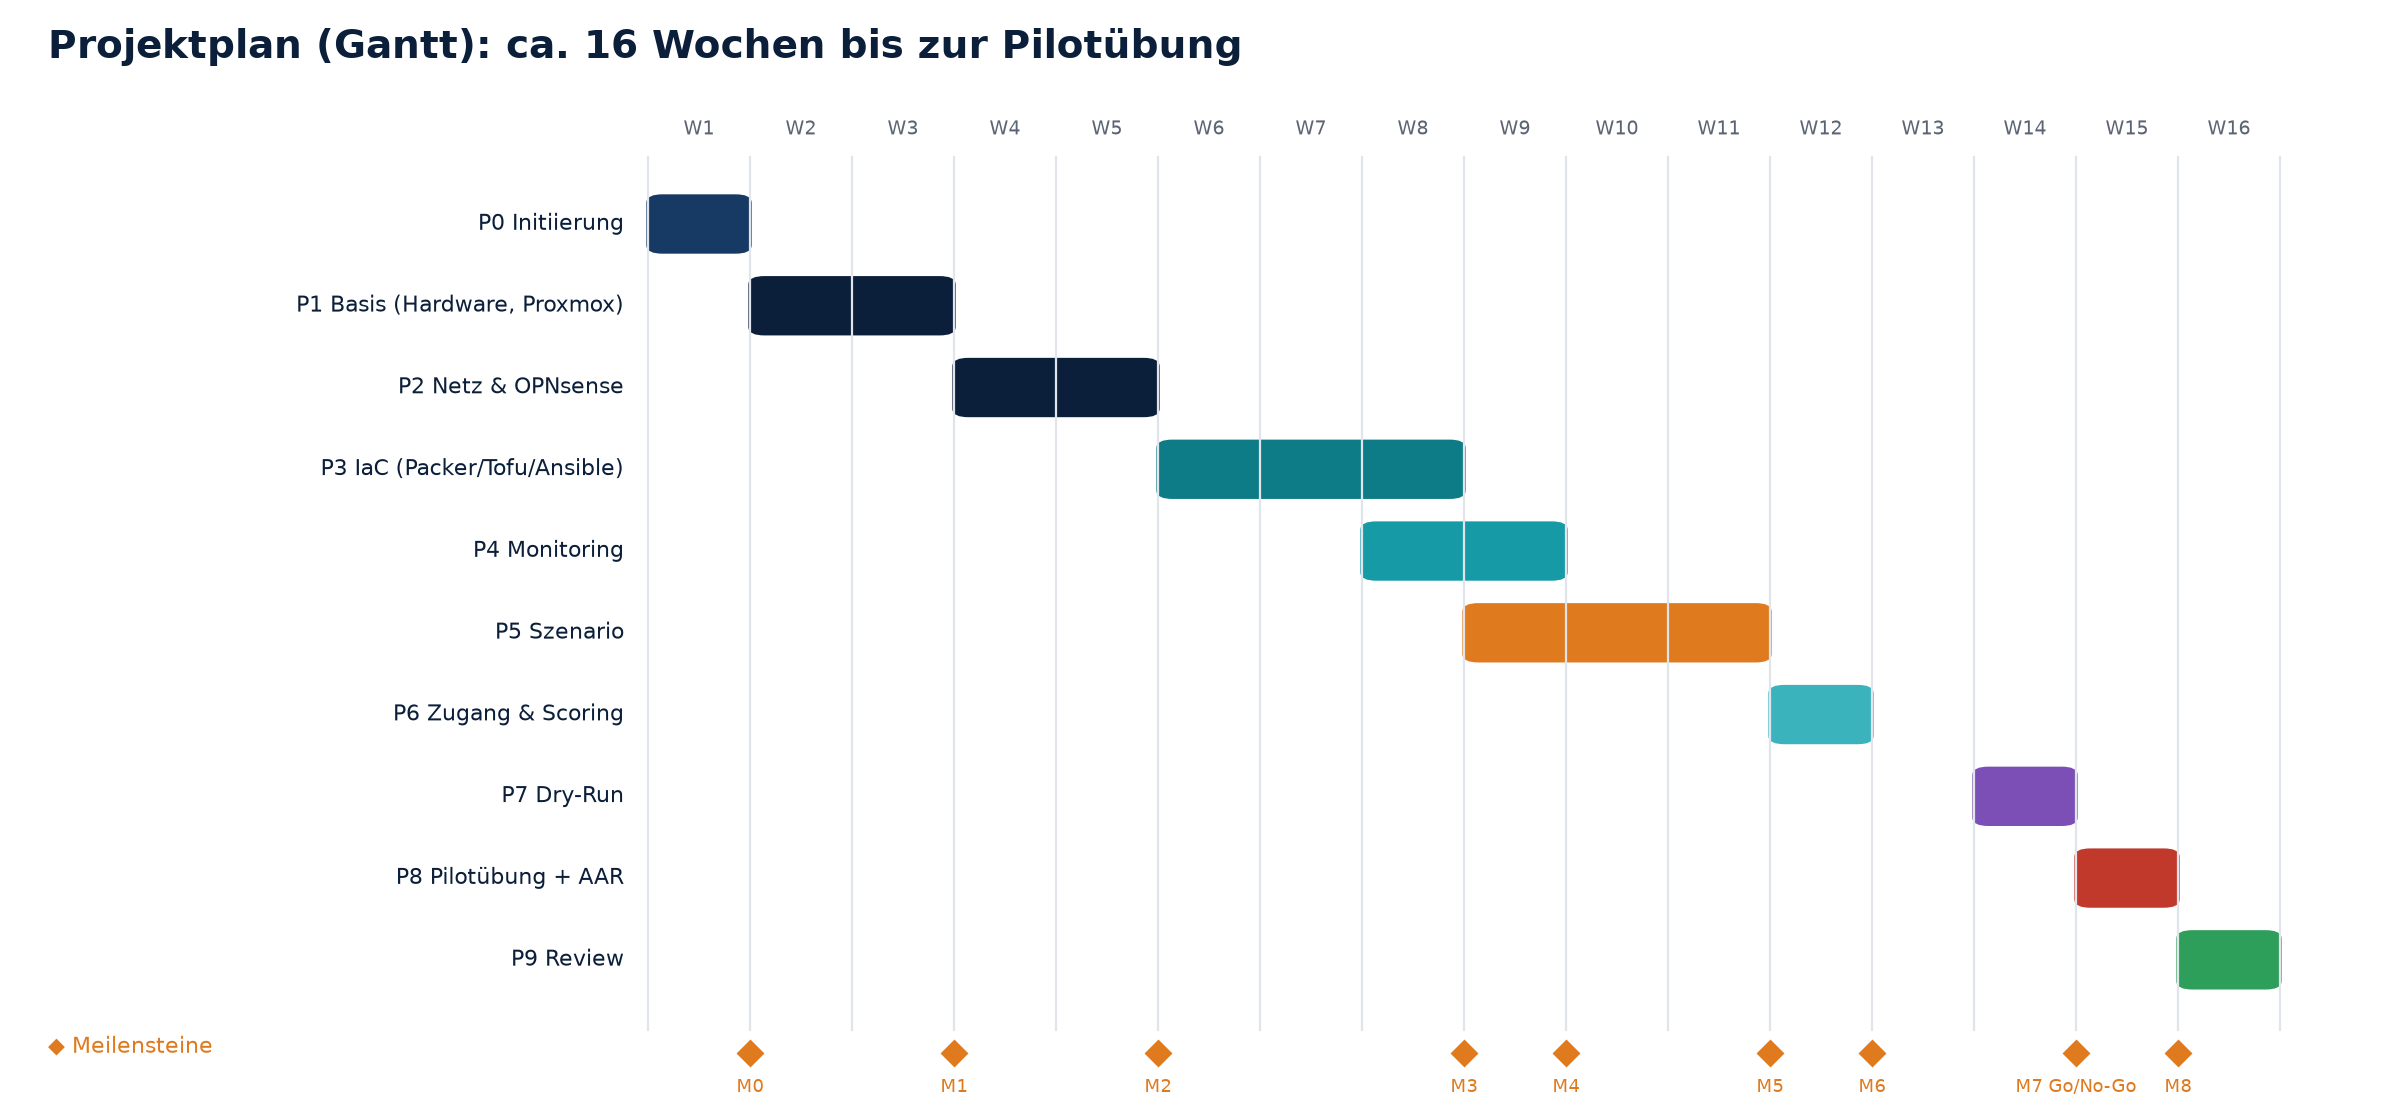 Projektplan (Gantt): ca. 16 Wochen bis zur Pilotübung
W1 W2 W3 W4 W5 W6 W7 W8 W9 W10 W11 W12 W13 W14 W15 W16
P0 Initiierung
P1 Basis (Hardware, Proxmox)
P2 Netz & OPNsense
P3 IaC (Packer/Tofu/Ansible)
P4 Monitoring
P5 Szenario
P6 Zugang & Scoring
P7 Dry-Run
P8 Pilotübung + AAR
P9 Review
◆ Meilensteine
M0 M1 M2 M3 M4 M5 M6 M7 Go/No-Go M8